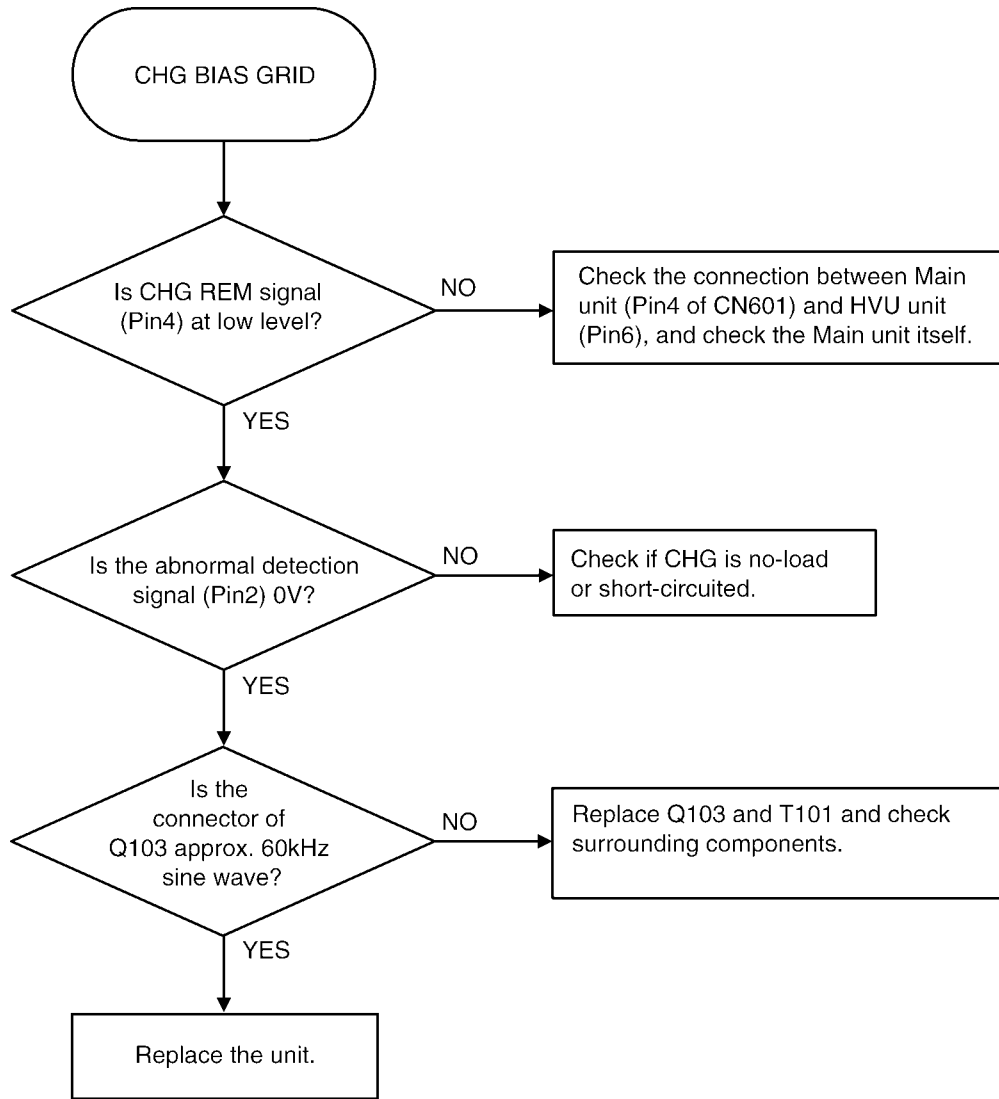 CHG BIAS GRID
Is CHG REM signal
(Pin4) at low level?
NO
Check the connection between Main
unit (Pin4 of CN601) and HVU unit
(Pin6), and check the Main unit itself.
YES
Is the abnormal detection
signal (Pin2) 0V?
NO
Check if CHG is no-load
or short-circuited.
YES
Is the
connector of
Q103 approx. 60kHz
sine wave?
NO
Replace Q103 and T101 and check
surrounding components.
YES
Replace the unit.